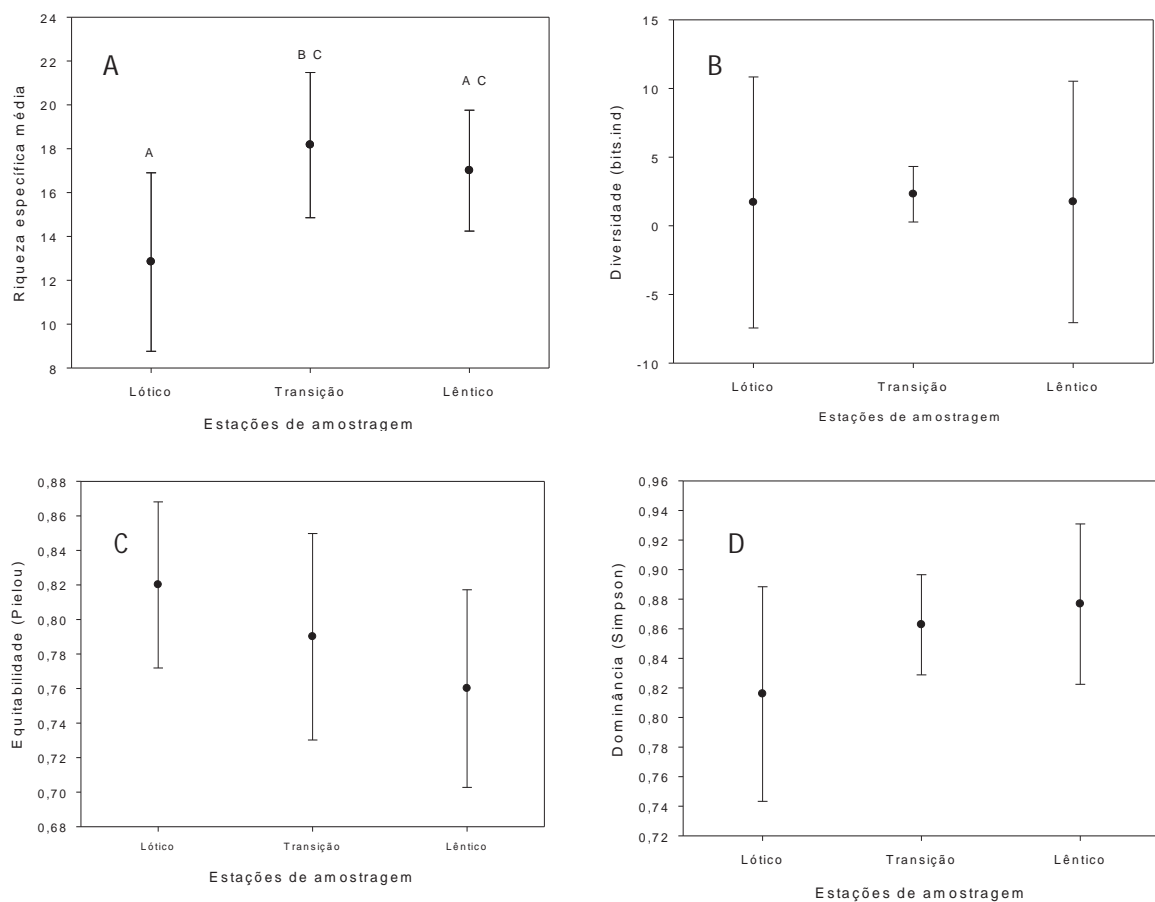 24
22
20
18
16
14
12
10
8
Riqueza específica média
A
A
B C
A C
Lótico Transição Lêntico
Estações de amostragem
15
10
5
0
-5
-10
Diversidade (bits.ind)
B
Lótico Transição Lêntico
Estações de amostragem
0,88
0,86
0,84
0,82
0,80
0,78
0,76
0,74
0,72
0,70
0,68
Equitabilidade (Pielou)
C
Lótico Transição Lêntico
Estações de amostragem
0,96
0,94
0,92
0,90
0,88
0,86
0,84
0,82
0,80
0,78
0,76
0,74
0,72
Dominância (Simpson)
D
Lótico Transição Lêntico
Estações de amostragem